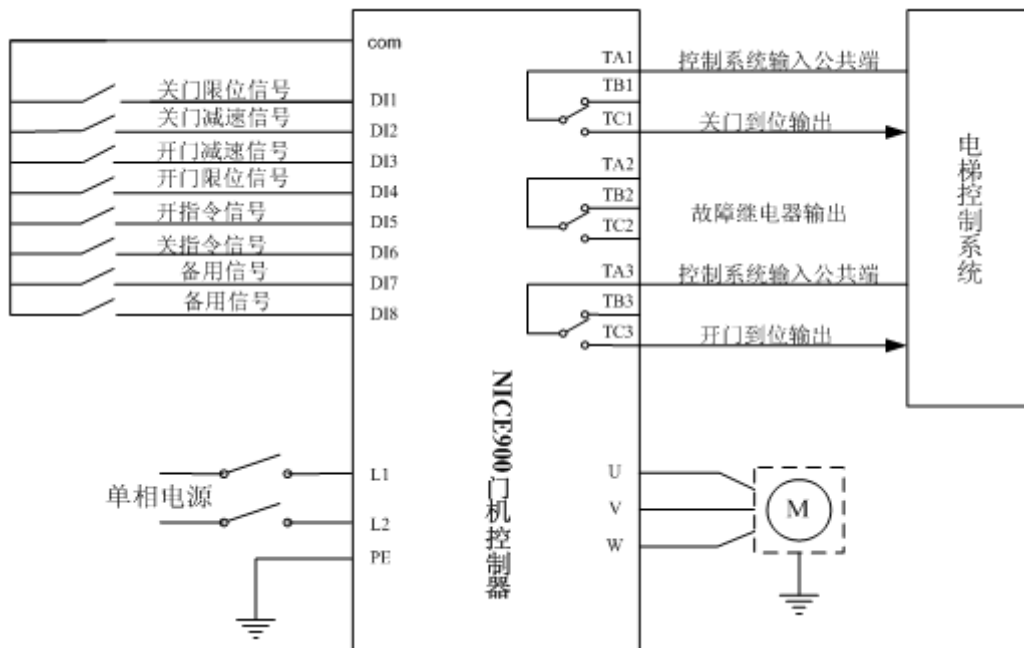 com
关门限位信号
DI1
关门减速信号
DI2
开门减速信号
DI3
开门限位信号
DI4
开指令信号
DI5
关指令信号
DI6
备用信号
DI7
备用信号
DI8
单相电源
L1
L2
PE
NICE900门机控制器
TA1
控制系统输入公共端
TB1
TC1
关门到位输出
TA2
TB2
故障继电器输出
TC2
TA3
控制系统输入公共端
TB3
TC3
开门到位输出
电梯控制系统
U
V
W
M